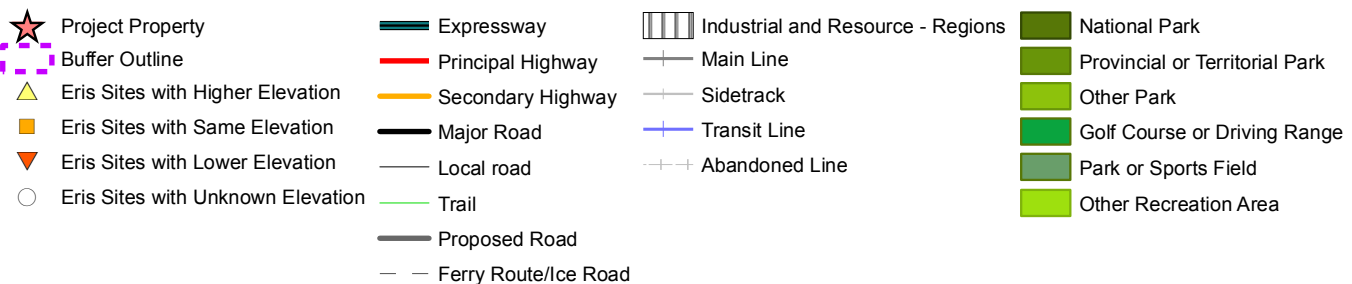 Project Property
Buffer Outline
Eris Sites with Higher Elevation
Eris Sites with Same Elevation
Eris Sites with Lower Elevation
Eris Sites with Unknown Elevation
Expressway
Principal Highway
Secondary Highway
Major Road
Local road
Trail
Proposed Road
Ferry Route/Ice Road
Industrial and Resource - Regions
Main Line
Sidetrack
Transit Line
Abandoned Line
National Park
Provincial or Territorial Park
Other Park
Golf Course or Driving Range
Park or Sports Field
Other Recreation Area